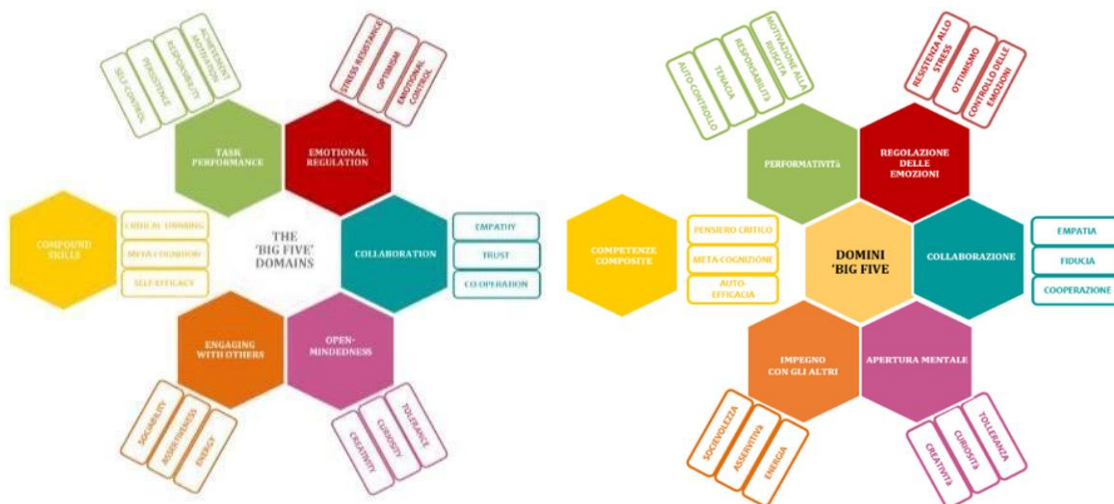 ACHIEVEMENT
MOTIVATION
RESPONSIBILITY
PERSISTENCE
SELF-CONTROL
STRESS RESISTANCE
OPTIMISM
EMOTIONAL
CONTROL
TASK
PERFORMANCE
EMOTIONAL
REGULATION
COMPOUND
SKILLS
CRITICAL THINKING
META-COGNITION
SELF-EFFICACY
THE
'BIG FIVE'
DOMAINS
COLLABORATION
EMPATHY
TRUST
CO-OPERATION
ENGAGING
WITH OTHERS
OPEN-
MINDEDNESS
SOCIABILITY
ASSERTIVENESS
ENERGY
CREATIVITY
CURIOSITY
TOLERANCE
MOTIVAZIONE ALLA
RIUSCITA
RESPONSABILITà
TENACIA
AUTO-CONTROLLO
RESISTENZA ALLO
STRESS
OTTIMISMO
CONTROLLO DELLE
EMOZIONI
PERFORMATIVITà
REGOLAZIONE
DELLE
EMOZIONI
COMPETENZE
COMPOSITE
PENSIERO CRITICO
META-COGNIZIONE
AUTO-
EFFICACIA
DOMINI
'BIG FIVE
COLLABORAZIONE
EMPATIA
FIDUCIA
COOPERAZIONE
IMPEGNO
CON GLI ALTRI
APERTURA MENTALE
SOCIEVOLEZZA
ASSERVITIVà
ENERGIA
CREATIVITà
CURIOSITà
TOLLERANZA